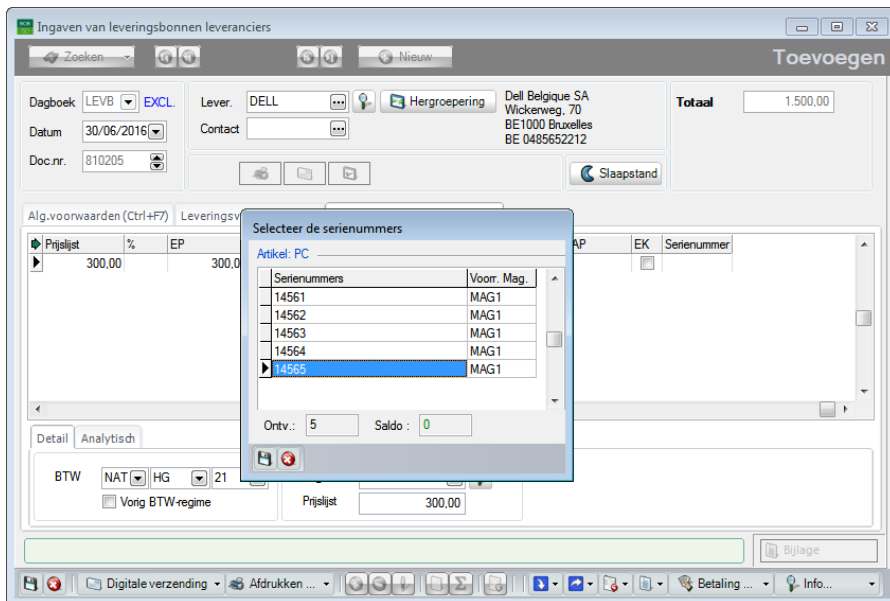 Ingaven van leveringsbonnen leveranciers
Zoeken
Nieuw
Toevoegen
Dagboek LEVB EXCL.
Datum 30/06/2016
Doc.nr. 810205
Lever. DELL
Contact
Hergroepering
Dell Belgique SA
Wickerweg, 70
BE1000 Bruxelles
BE 0485652212
Totaal 1.500,00
Slaapstand
Alg.voorwaarden (Ctrl+F7)
Prijslijst % EP AP EK Serienummer
300,00
Selecteer de serienummers
Artikel: PC
Serienummers Voorr. Mag.
14561 MAG1
14562 MAG1
14563 MAG1
14564 MAG1
14565 MAG1
Ontv.: 5 Saldo : 0
Detail Analytisch
BTW NAT HG 21
Vorig BTW-regime
Prijslijst 300,00
Bijlage
Digitale verzending Afdrukken ... Σ Betaling ... Info...